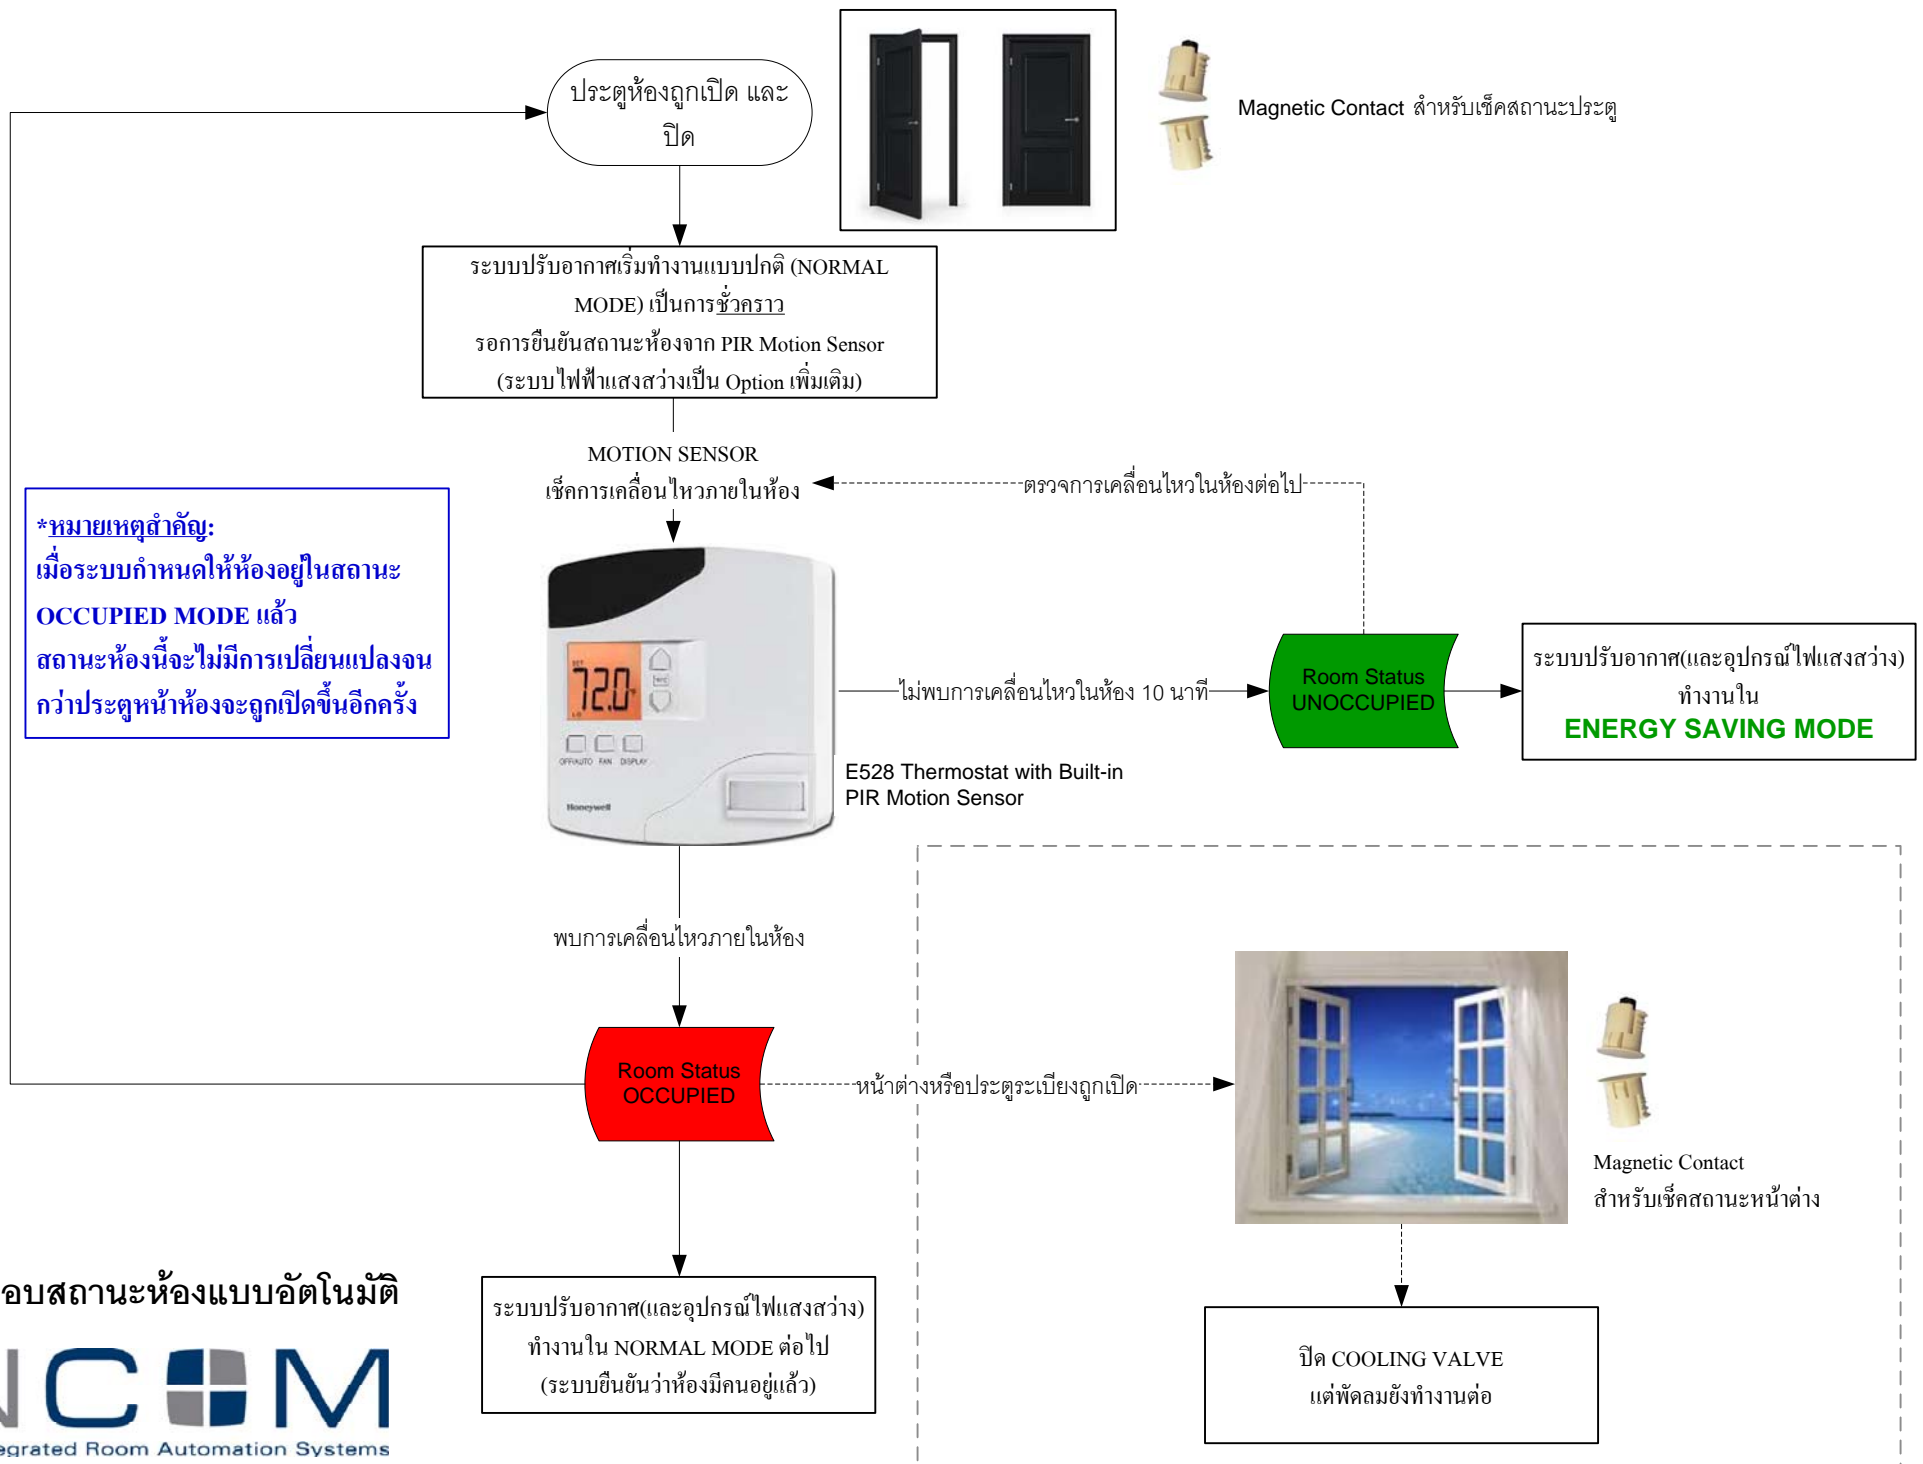 ประตูห้องถูกเปิด และ
ปิด
Magnetic Contact สำหรับเช็คสถานะประตู
ระบบปรับอากาศเริ่มทำงานแบบปกติ (NORMAL
MODE) เป็นการชั่วคราว
รอการยืนยันสถานะห้องจาก PIR Motion Sensor
(ระบบไฟฟ้าแสงสว่างเป็น Option เพิ่มเติม)
MOTION SENSOR
เช็คการเคลื่อนไหวภายในห้อง
ตรวจการเคลื่อนไหวในห้องต่อไป
*หมายเหตุสำคัญ:
เมื่อระบบกำหนดให้ห้องอยู่ในสถานะ
OCCUPIED MODE แล้ว
สถานะห้องนี้จะไม่มีการเปลี่ยนแปลงจน
กว่าประตูหน้าห้องจะถูกเปิดขึ้นอีกครั้ง
SET
72.0
OFF/AUTO FAN DISPLAY
Honeywell
ไม่พบการเคลื่อนไหวในห้อง 10 นาที
Room Status
UNOCCUPIED
ระบบปรับอากาศ(และอุปกรณ์ไฟแสงสว่าง)
ทำงานใน
ENERGY SAVING MODE
E528 Thermostat with Built-in
PIR Motion Sensor
พบการเคลื่อนไหวภายในห้อง
Room Status
OCCUPIED
หน้าต่างหรือประตูระเบียงถูกเปิด
Magnetic Contact
สำหรับเช็คสถานะหน้าต่าง
ระบบปรับอากาศ(และอุปกรณ์ไฟแสงสว่าง)
ทำงานใน NORMAL MODE ต่อไป
(ระบบยืนยันว่าห้องมีคนอยู่แล้ว)
ปิด COOLING VALVE
แต่พัดลมยังทำงานต่อ
อบสถานะห้องแบบอัตโนมัติ
NCOM
egrated Room Automation Systems